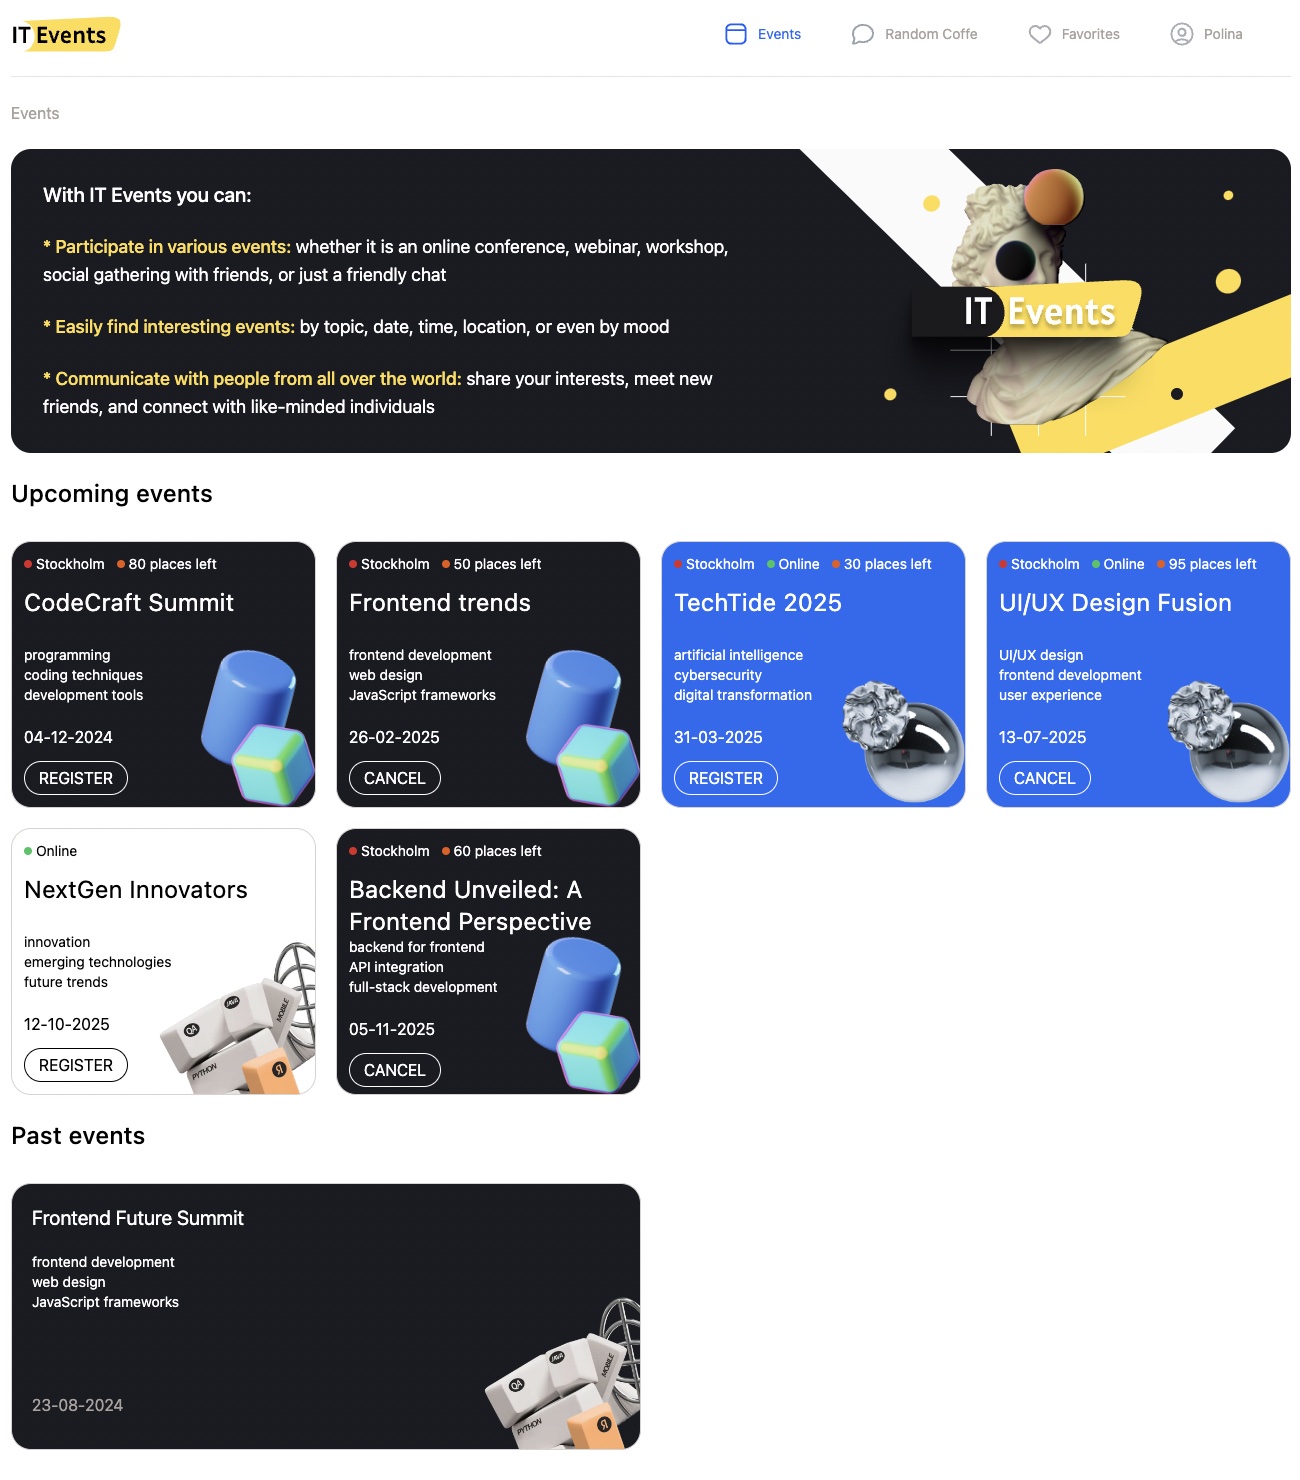 IT Events
Events
Random Coffe
Favorites
Polina
Events
With IT Events you can:
* Participate in various events: whether it is an online conference, webinar, workshop,
social gathering with friends, or just a friendly chat
* Easily find interesting events: by topic, date, time, location, or even by mood
* Communicate with people from all over the world: share your interests, meet new
friends, and connect with like-minded individuals
IT Events
Upcoming events
Stockholm 80 places left
CodeCraft Summit
programming
coding techniques
development tools
04-12-2024
REGISTER
Stockholm 50 places left
Frontend trends
frontend development
web design
JavaScript frameworks
26-02-2025
CANCEL
Stockholm Online 30 places left
TechTide 2025
artificial intelligence
cybersecurity
digital transformation
31-03-2025
REGISTER
Stockholm Online 95 places left
UI/UX Design Fusion
UI/UX design
frontend development
user experience
13-07-2025
CANCEL
Online
NextGen Innovators
innovation
emerging technologies
future trends
12-10-2025
REGISTER
QA
JAVA
MOBILE
PYTHON
Я
Stockholm 60 places left
Backend Unveiled: A
Frontend Perspective
backend for frontend
API integration
full-stack development
05-11-2025
CANCEL
Past events
Frontend Future Summit
frontend development
web design
JavaScript frameworks
23-08-2024
QA
JAVA
MOBILE
PYTHON
Я